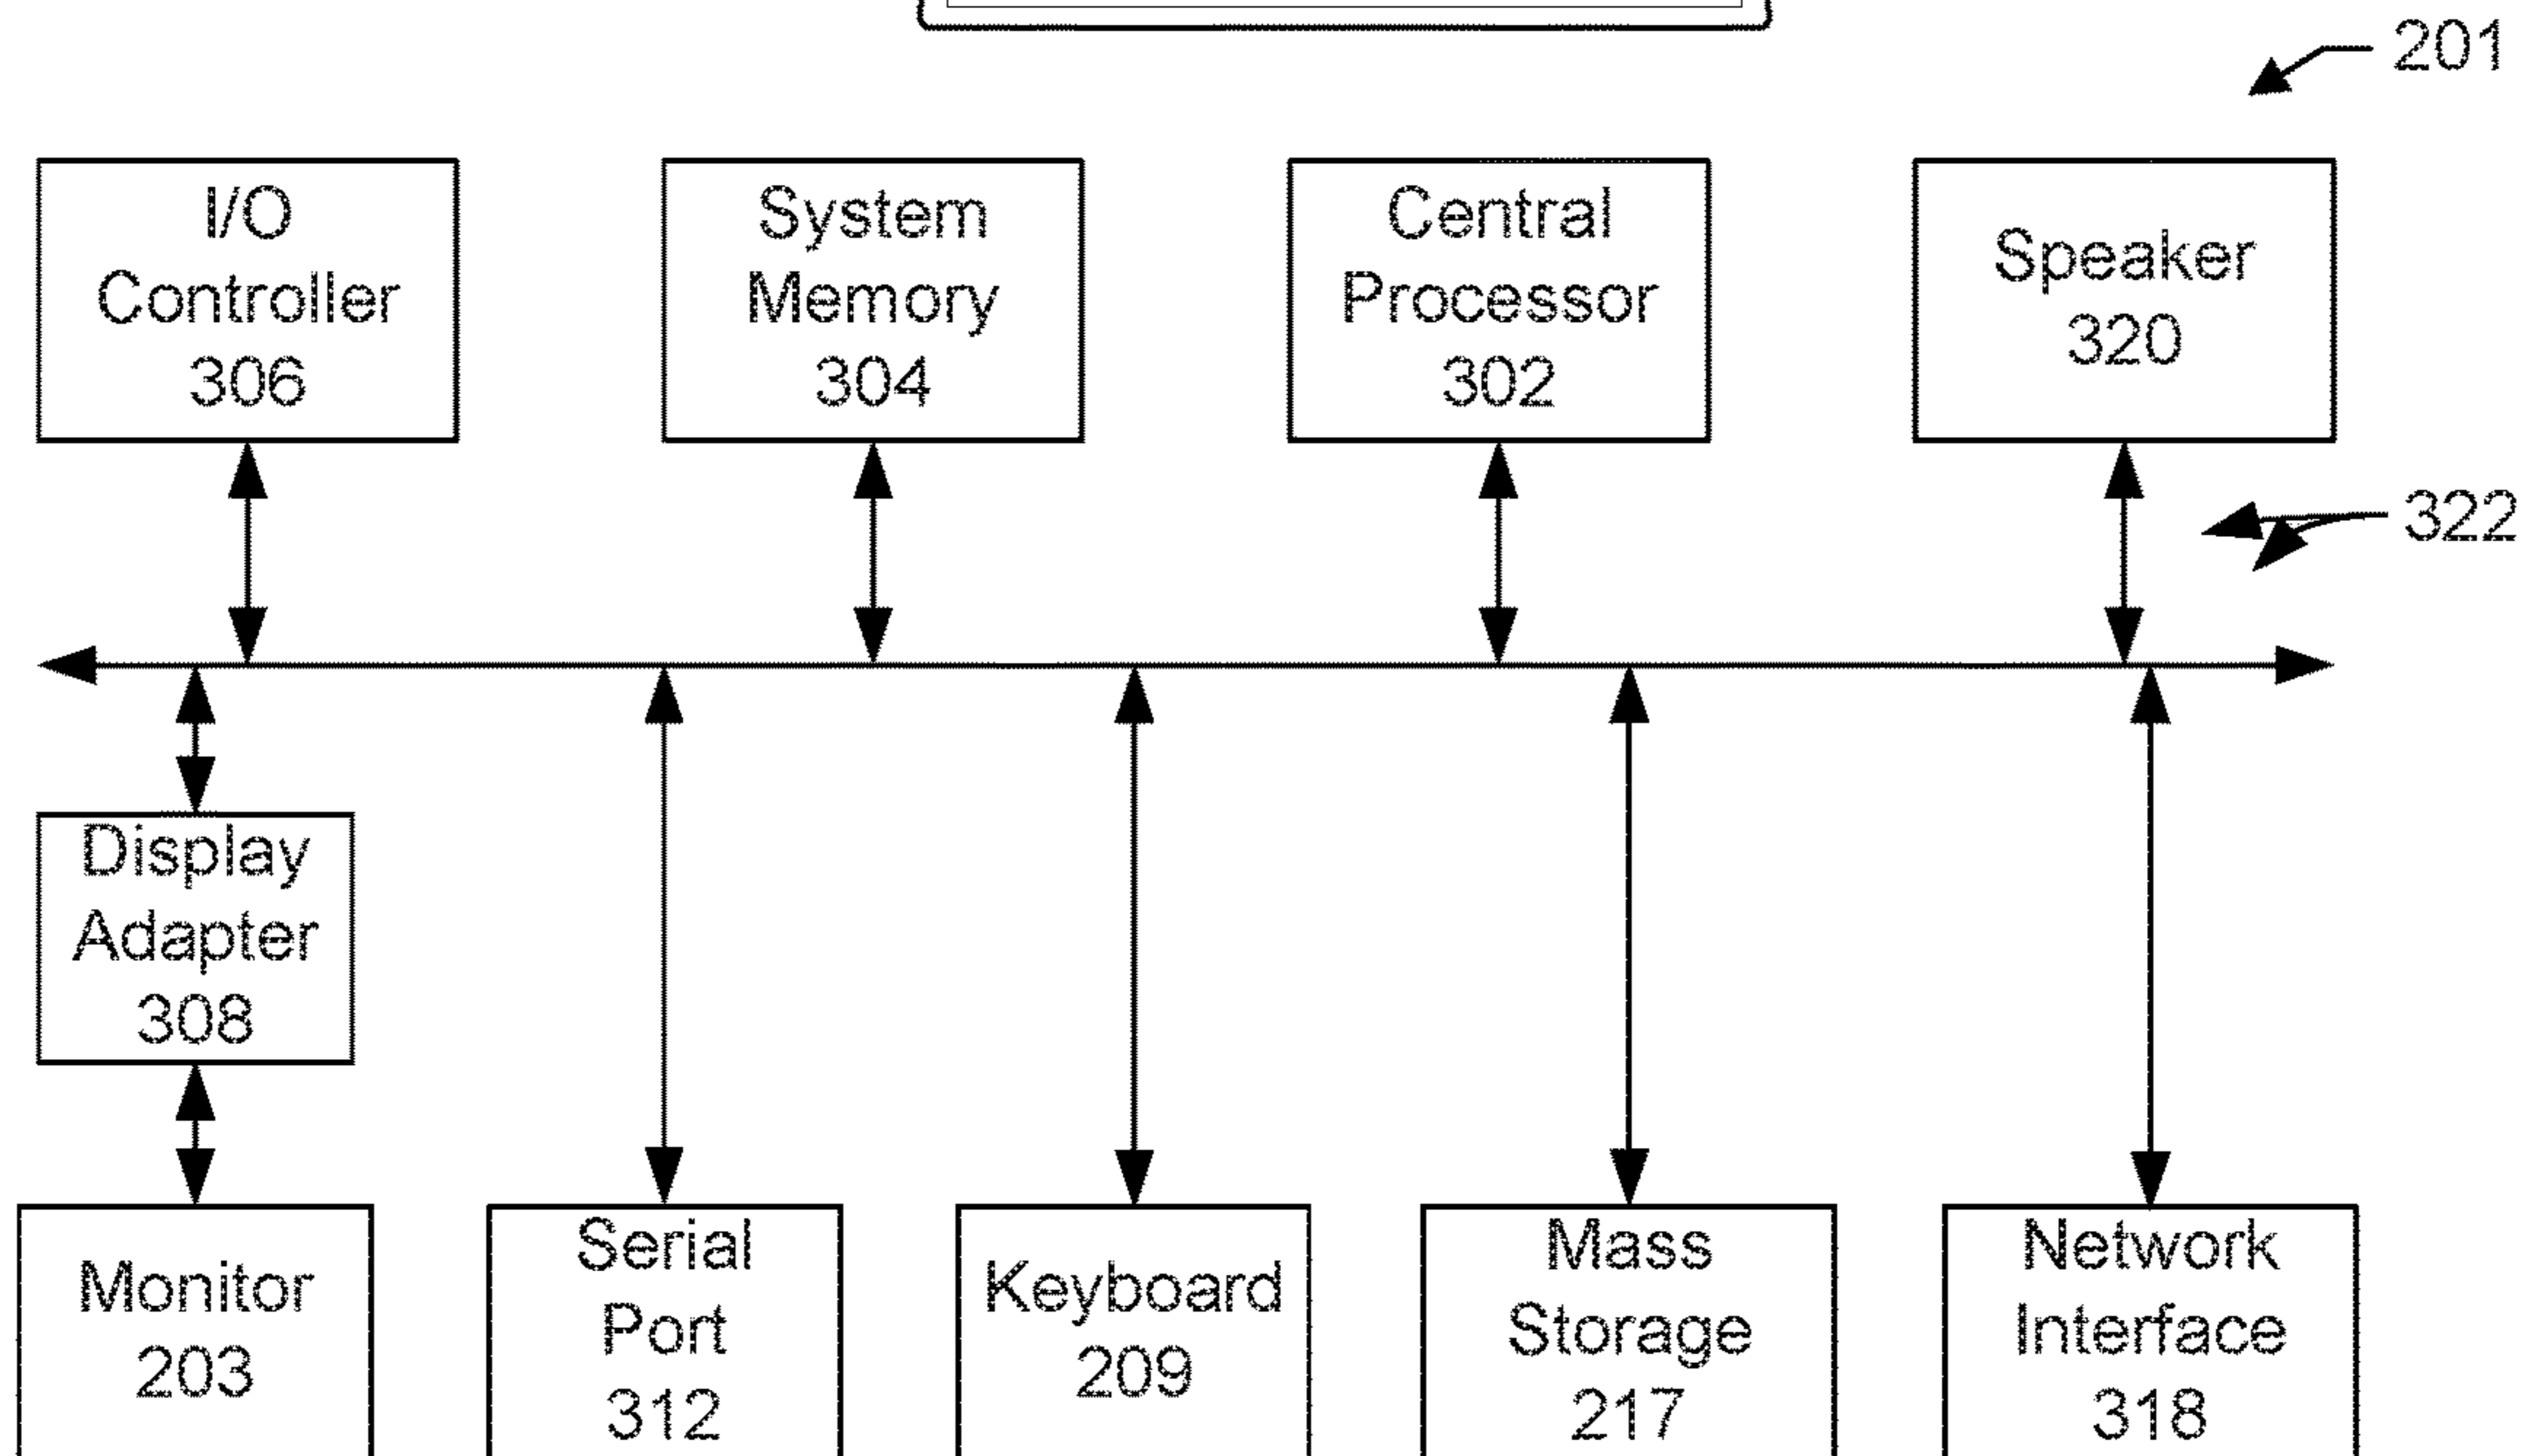 201
I/O
Controller
306
System
Memory
304
Central
Processor
302
Speaker
320
322
Display
Adapter
308
Monitor
203
Serial
Port
312
Keyboard
209
Mass
Storage
217
Network
Interface
318